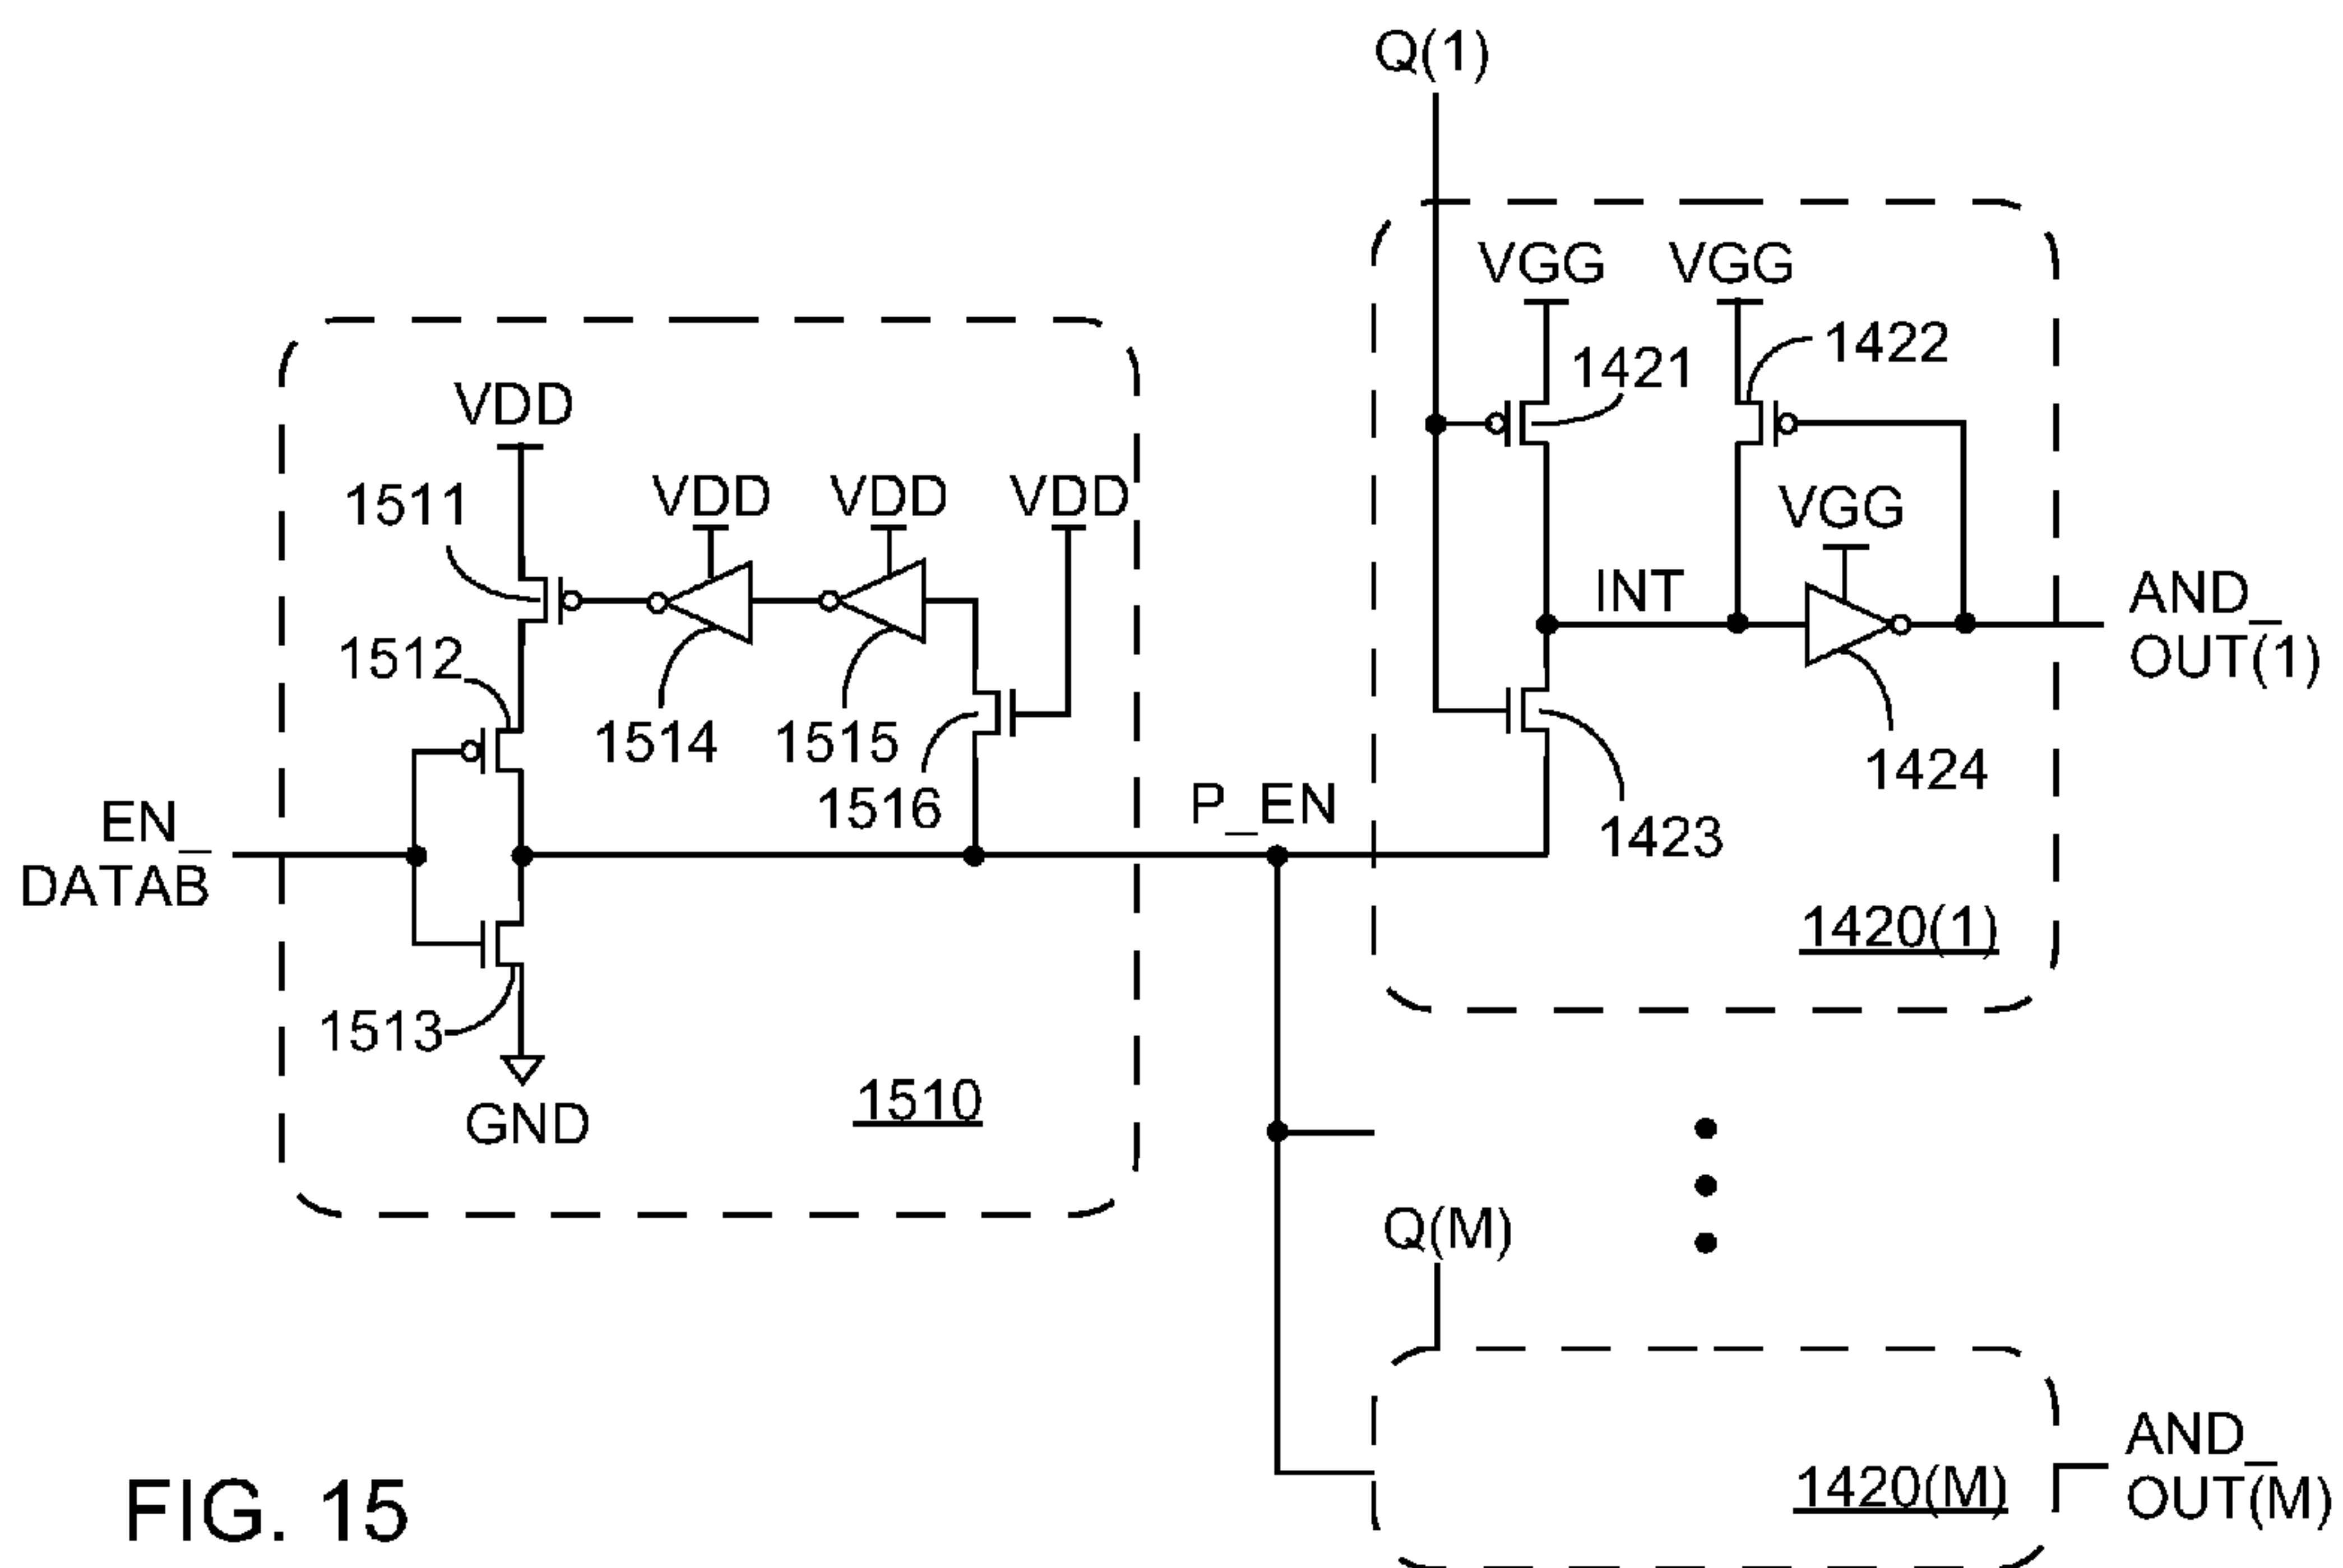 Q(1)
VGG
VGG
1421
1422
VGG
INT
AND_
OUT(1)
1424
1423
1420(1)
VDD
1511
VDD
VDD
VDD
1512
1514
1515
1516
EN_
DATAB
P_EN
1513
GND
1510
Q(M)
1420(M)
AND_
OUT(M)
FIG. 15